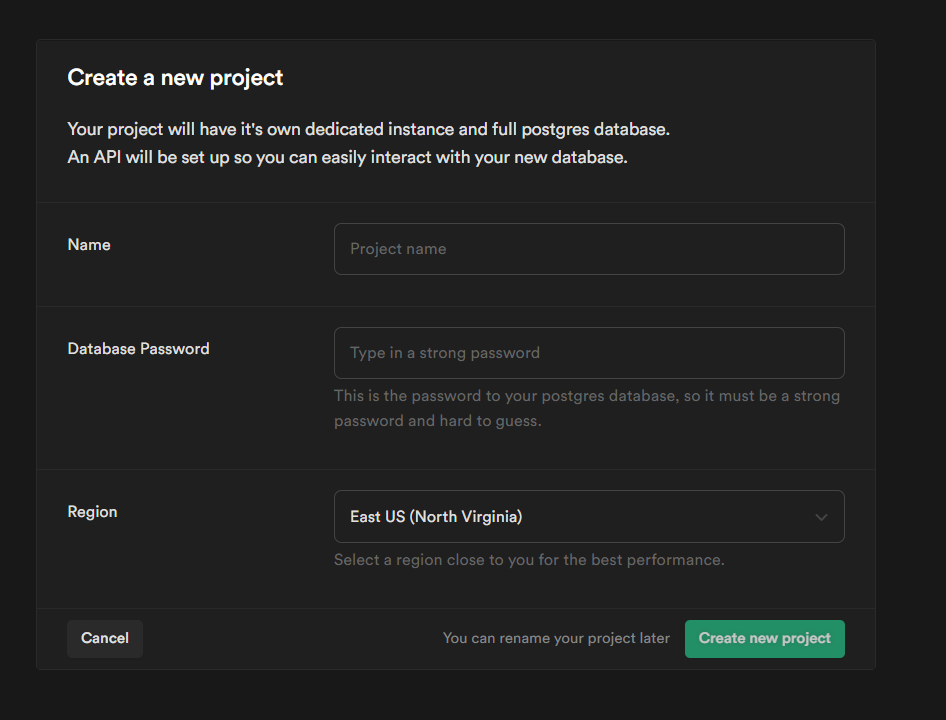 Create a new project
Your project will have it's own dedicated instance and full postgres database.
An API will be set up so you can easily interact with your new database.
Name
Project name
Database Password
Type in a strong password
This is the password to your postgres database, so it must be a strong
password and hard to guess.
Region
East US (North Virginia)
Select a region close to you for the best performance.
Cancel
You can rename your project later
Create new project